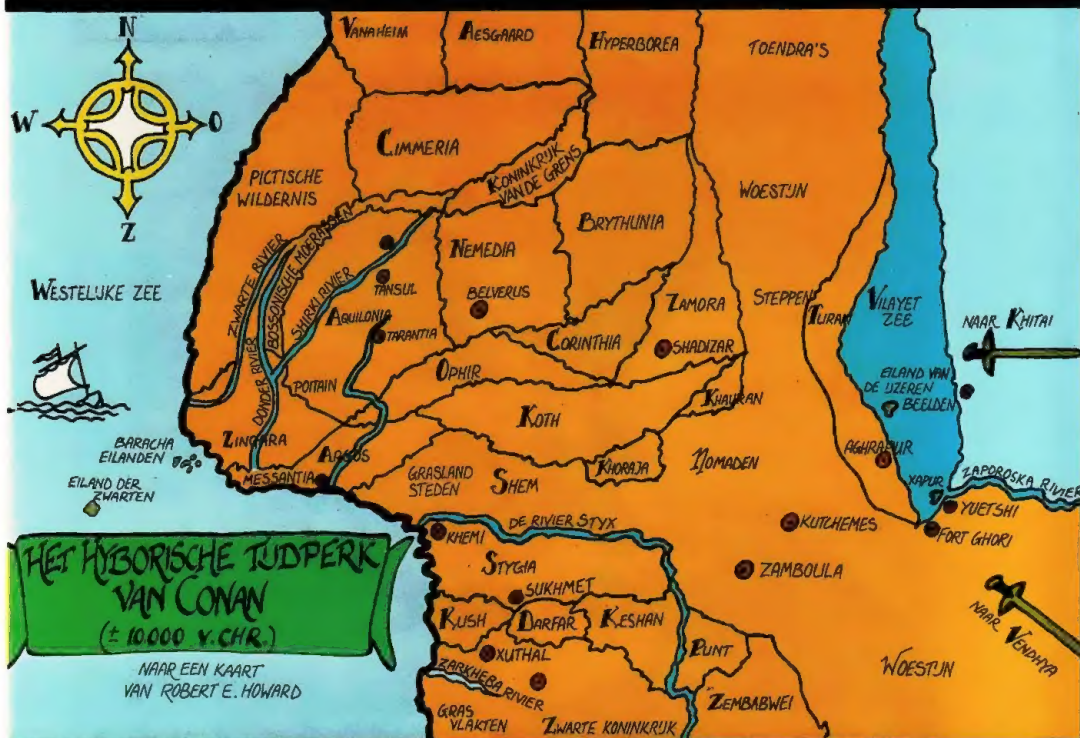 N
W
O
Z
VANAHEIM
AESGAARD
HYPERBOREA
TOENDRA'S
CIMMERIA
KONINKRIJK
VAN DE GRENS
PICTISCHE
WILDERNIS
WOESTIJN
BRYTHUNIA
NEMEDIA
ZWARTE RIVIER
BOSSONISCHE MOERASSEN
SHIRKI RIVIER
DONDER RIVIER
TANSUL
BELVERUS
WESTELIJKE ZEE
AQUILONIA
TARANTIA
ZAMORA
STEPPEN
TURAN
VILAYET
ZEE
NAAR KHITAI
CORINTHIA
SHADIZAR
OPHIR
POITAIN
EILAND VAN
DE IJZEREN
BEELDEN
KHAURAN
KOTH
ZINGARA
ARGOS
BARACHA
EILANDEN
MESSANTIA
GRASLAND
STEDEN
SHEM
KHORAJA
NOMADEN
AGHRAPUR
EILAND DER
ZWARTEN
XAPUR
ZAPOROSKA RIVIER
YUETSHI
FORT GHORI
KHEMI
DE RIVIER STYX
KUTCHEMES
STYGIA
ZAMBOULA
SUKHMET
HET HYBORISCHE TIJDPERK
VAN CONAN
(± 10.000 V. CHR.)
KUSH
DARFAR
KESHAN
PUNT
NAAR VENDHYA
XUTHAL
WOESTIJN
NAAR EEN KAART
VAN ROBERT E. HOWARD
ZARKHEBA RIVIER
GRAS
VLAKTEN
ZWARTE KONINKRIJK
ZEMBABWEI